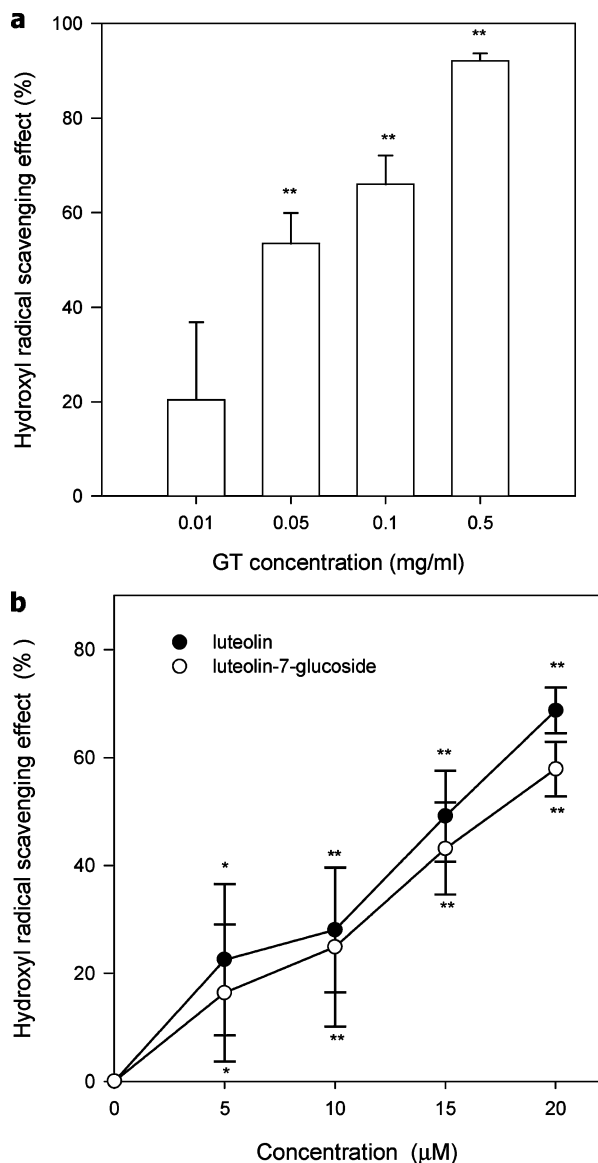 a
Hydroxyl radical scavenging effect (%)
100
80
60
40
20
0
**
**
**
0.01 0.05 0.1 0.5
GT concentration (mg/ml)
b
Hydroxyl radical scavenging effect (%)
80
60
40
20
0
luteolin
luteolin-7-glucoside
*
**
**
**
*
**
**
**
0 5 10 15 20
Concentration (μM)